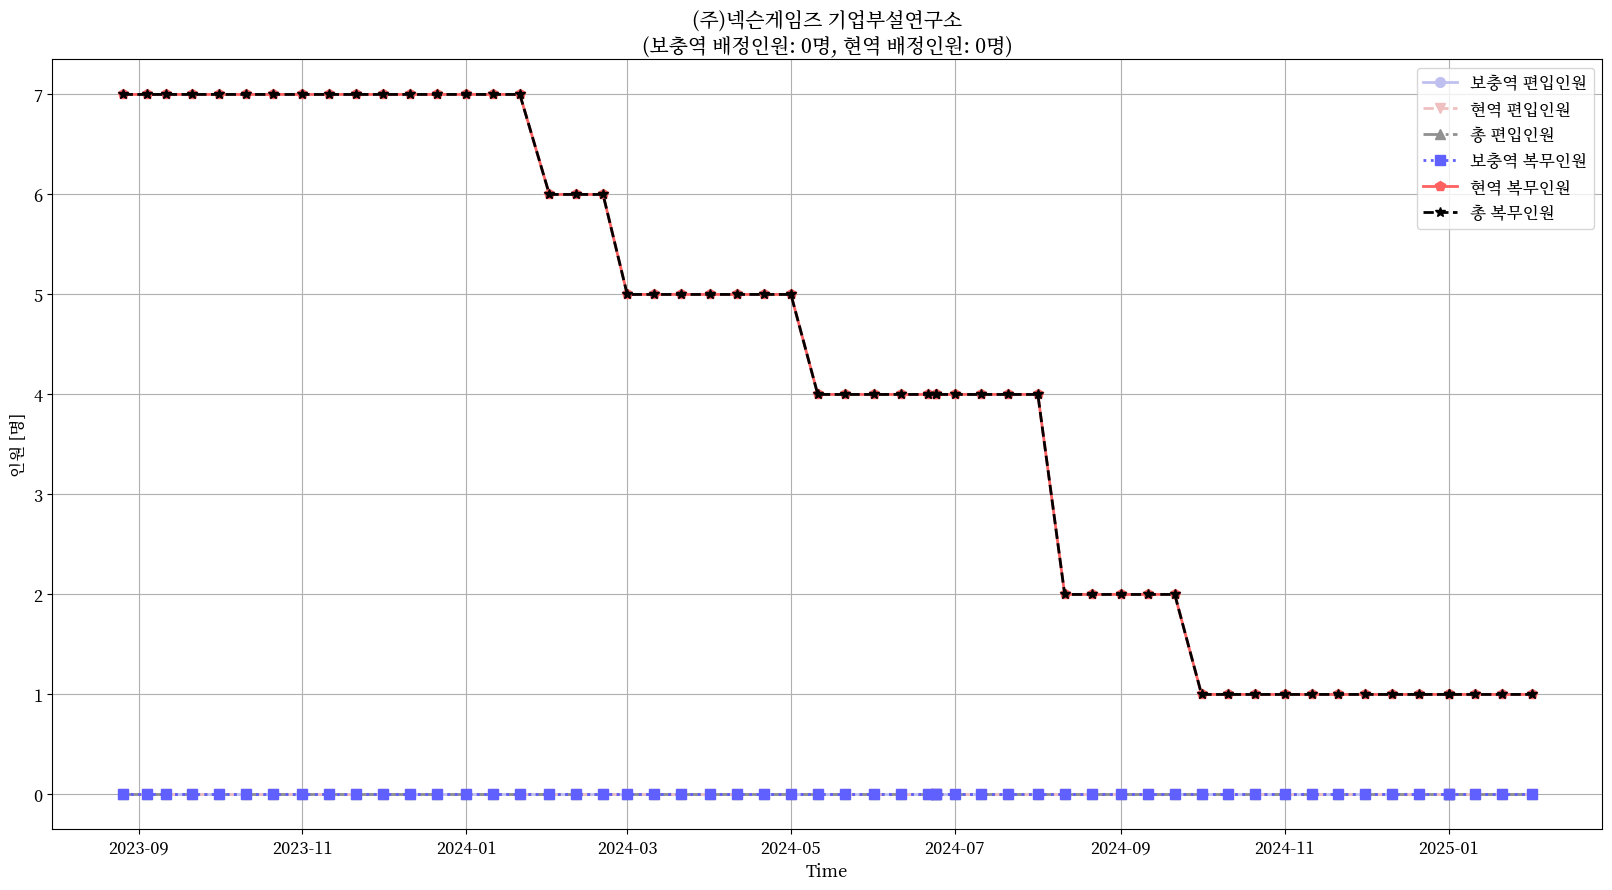 (주)넥슨게임즈 기업부설연구소
(보충역 배정인원: 0명, 현역 배정인원: 0명)
보충역 편입인원
현역 편입인원
총 편입인원
보충역 복무인원
현역 복무인원
총 복무인원
인원 [명]
7
6
5
4
3
2
1
0
2023-09
2023-11
2024-01
2024-03
2024-05
2024-07
2024-09
2024-11
2025-01
Time